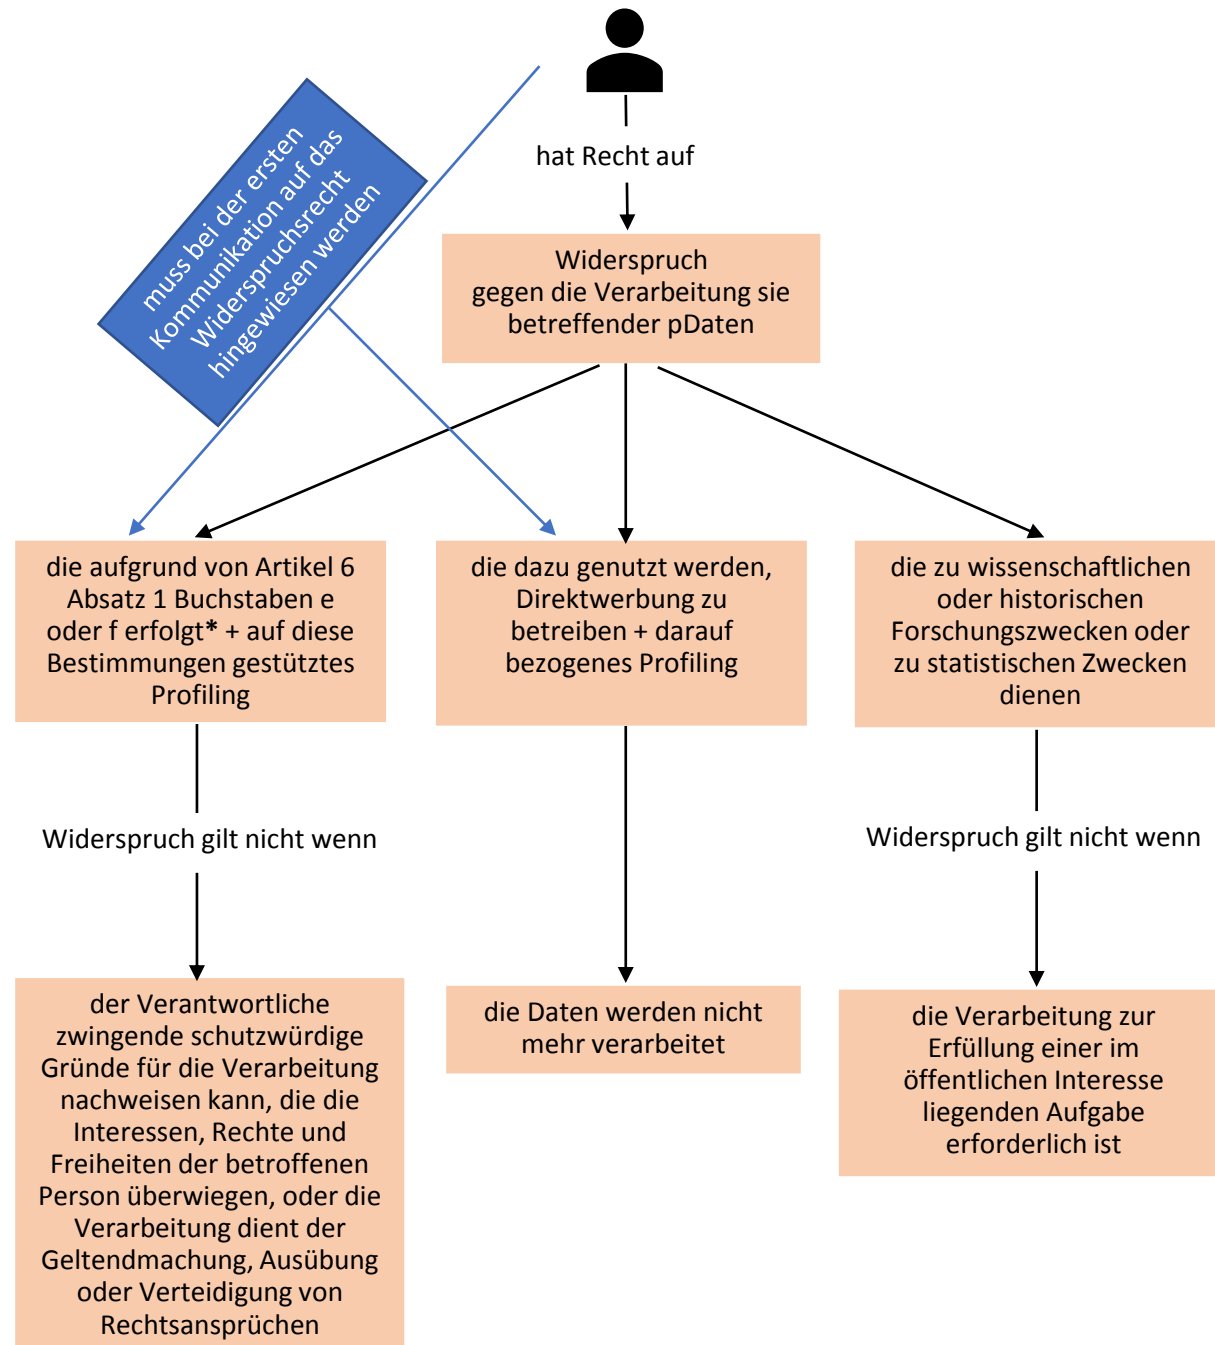 hat Recht auf
muss bei der ersten
Kommunikation auf das
Widerspruchsrecht
hingewiesen werden
Widerspruch
gegen die Verarbeitung sie
betreffender pDaten
die aufgrund von Artikel 6
Absatz 1 Buchstaben e
oder f erfolgt* + auf diese
Bestimmungen gestütztes
Profiling
die dazu genutzt werden,
Direktwerbung zu
betreiben + darauf
bezogenes Profiling
die zu wissenschaftlichen
oder historischen
Forschungszwecken oder
zu statistischen Zwecken
dienen
Widerspruch gilt nicht wenn
Widerspruch gilt nicht wenn
der Verantwortliche
zwingende schutzwürdige
Gründe für die Verarbeitung
nachweisen kann, die die
Interessen, Rechte und
Freiheiten der betroffenen
Person überwiegen, oder die
Verarbeitung dient der
Geltendmachung, Ausübung
oder Verteidigung von
Rechtsansprüchen
die Daten werden nicht
mehr verarbeitet
die Verarbeitung zur
Erfüllung einer im
öffentlichen Interesse
liegenden Aufgabe
erforderlich ist